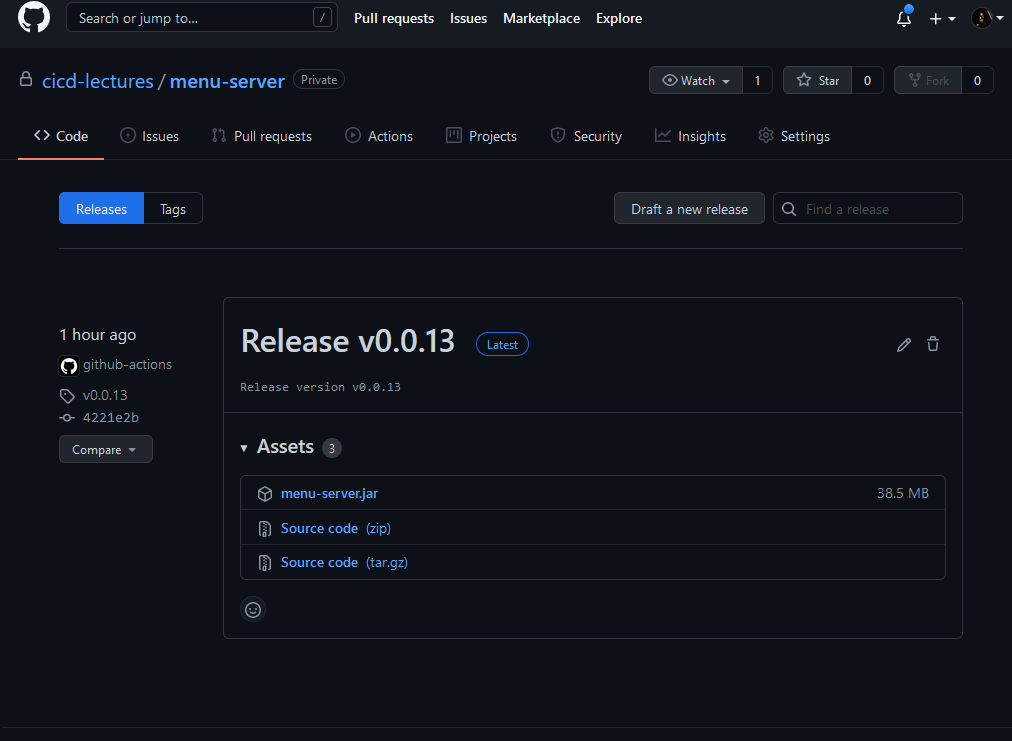 Search or jump to... / Pull requests Issues Marketplace Explore
cicd-lectures / menu-server Private Watch 1 Star 0 Fork 0
Code Issues Pull requests Actions Projects Security Insights Settings
Releases Tags Draft a new release Find a release
1 hour ago
github-actions
v0.0.13
4221e2b
Compare
Release v0.0.13 Latest
Release version v0.0.13
Assets 3
menu-server.jar 38.5 MB
Source code (zip)
Source code (tar.gz)